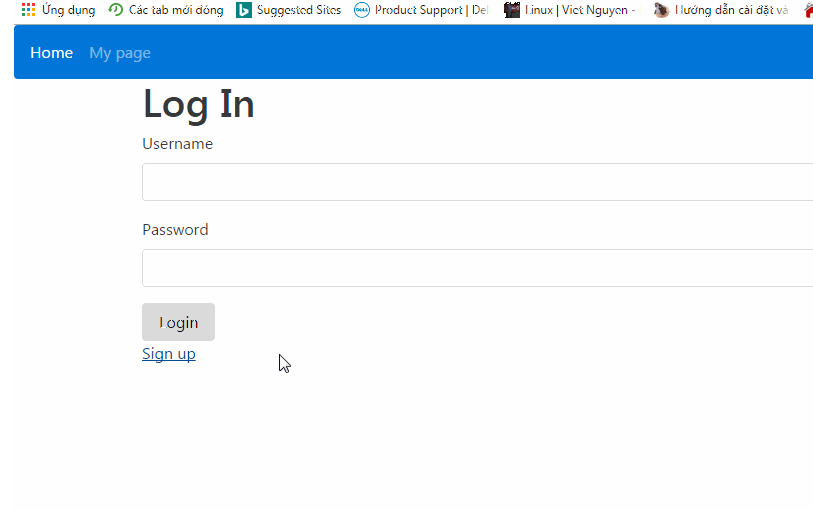 Ứng dụng Các tab mới đóng Suggested Sites Product Support | Del Linux | Viet Nguyen - Hướng dẫn cài đặt và
Home My page
Log In
Username
Password
Login
Sign up